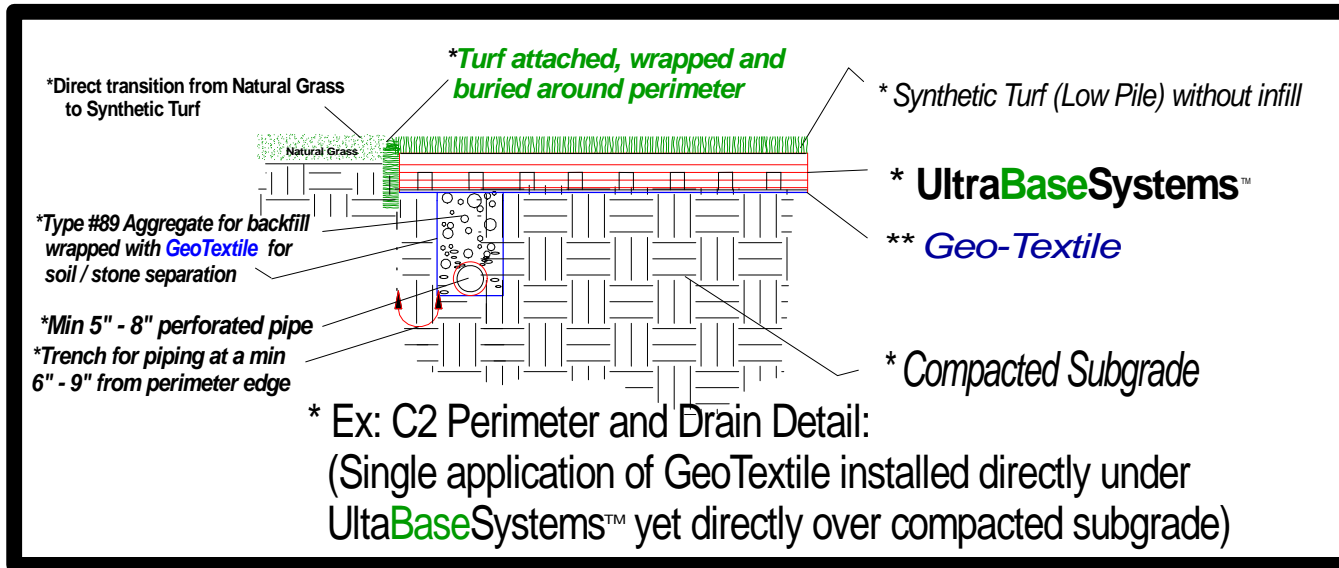 *Direct transition from Natural Grass
to Synthetic Turf
*Turf attached, wrapped and
buried around perimeter
* Synthetic Turf (Low Pile) without infill
Natural Grass
* UltraBaseSystems™
** Geo-Textile
*Type #89 Aggregate for backfill
wrapped with GeoTextile for
soil / stone separation
*Min 5" - 8" perforated pipe
*Trench for piping at a min
6" - 9" from perimeter edge
* Compacted Subgrade
* Ex: C2 Perimeter and Drain Detail:
(Single application of GeoTextile installed directly under
UltaBaseSystems™ yet directly over compacted subgrade)